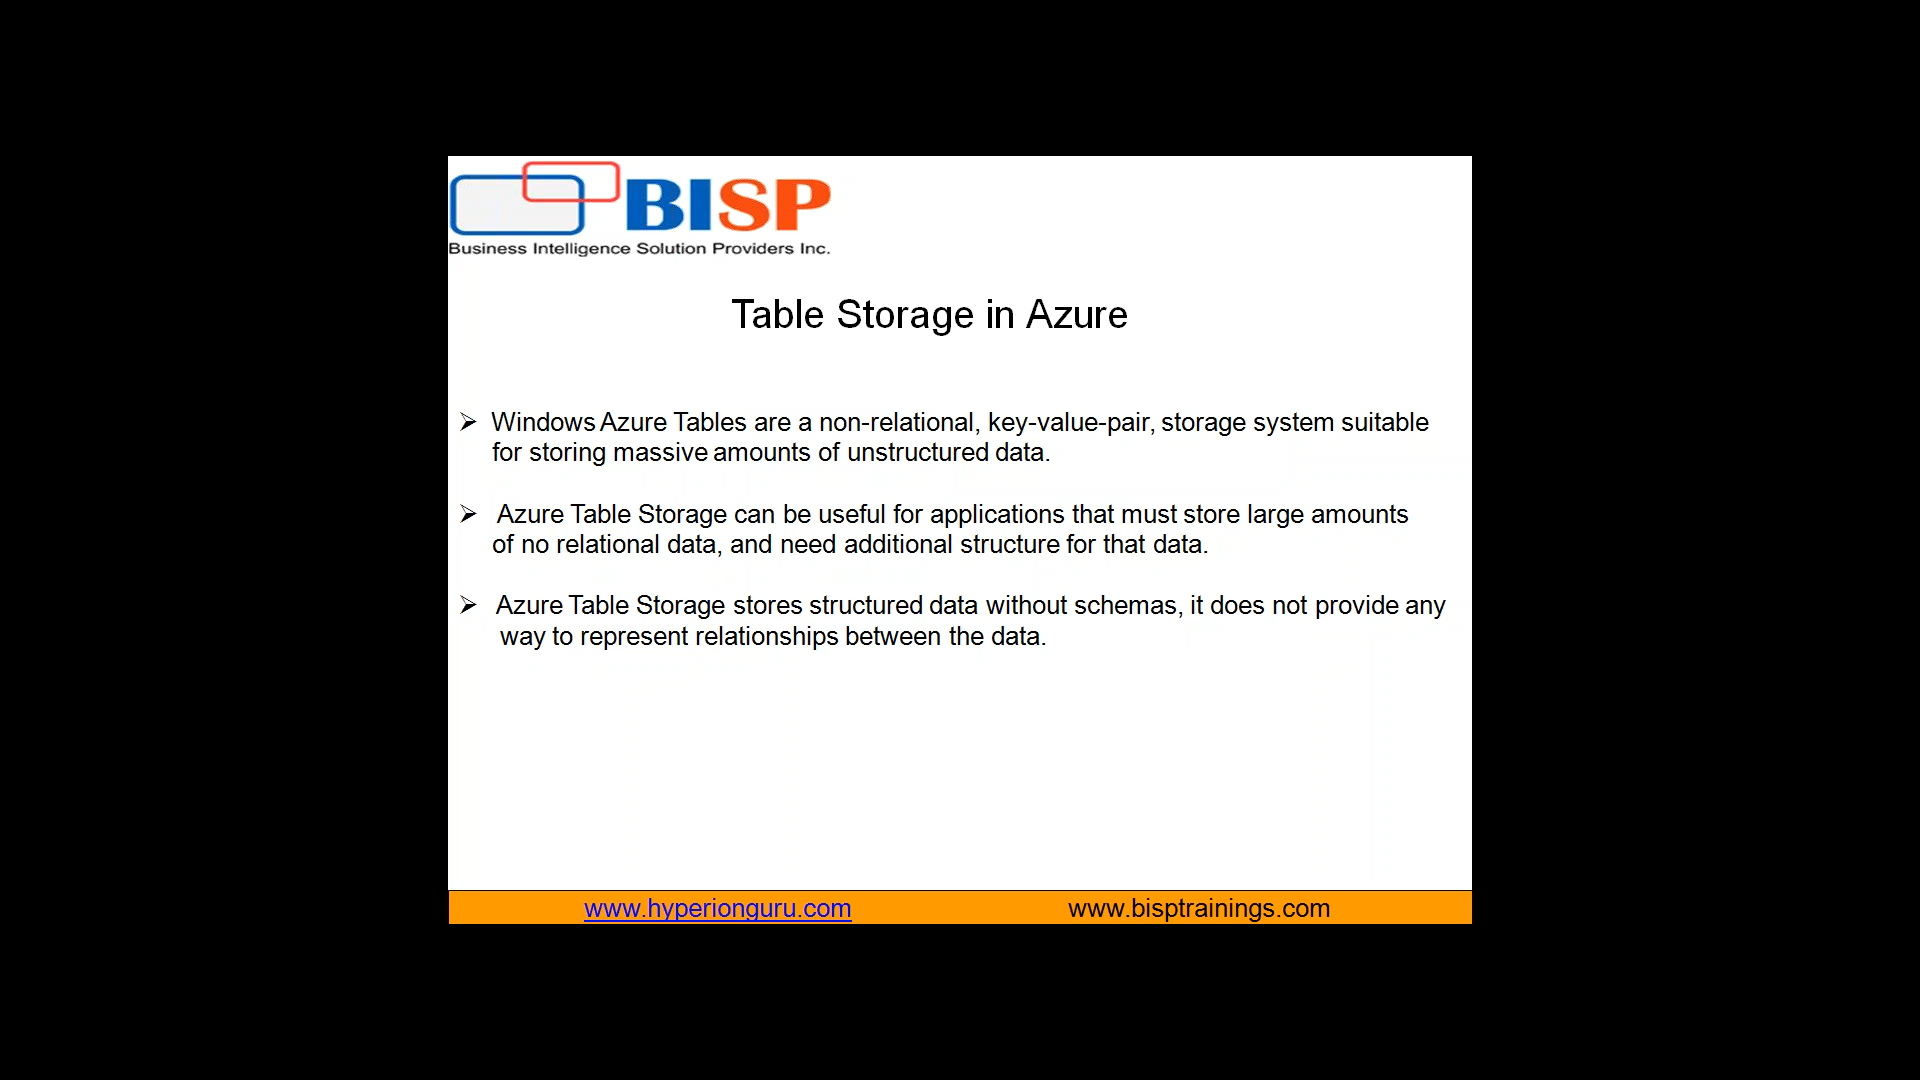 BISP
Business Intelligence Solution Providers Inc.
Table Storage in Azure
➢ Windows Azure Tables are a non-relational, key-value-pair, storage system suitable
for storing massive amounts of unstructured data.
➢ Azure Table Storage can be useful for applications that must store large amounts
of no relational data, and need additional structure for that data.
➢ Azure Table Storage stores structured data without schemas, it does not provide any
way to represent relationships between the data.
www.hyperionguru.com www.bisptrainings.com